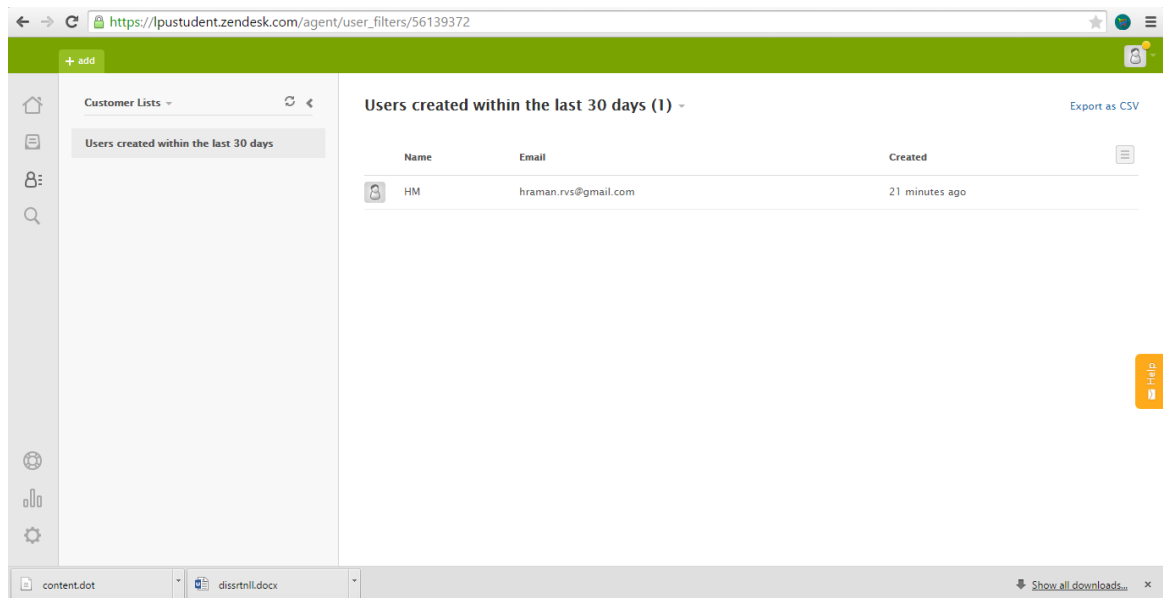 https://lpustudent.zendesk.com/agent/user_filters/56139372
+ add
Customer Lists
Users created within the last 30 days
Users created within the last 30 days (1)
Export as CSV
Name Email Created
HM hraman.rvs@gmail.com 21 minutes ago
Help
content.dot dissrtnll.docx Show all downloads...